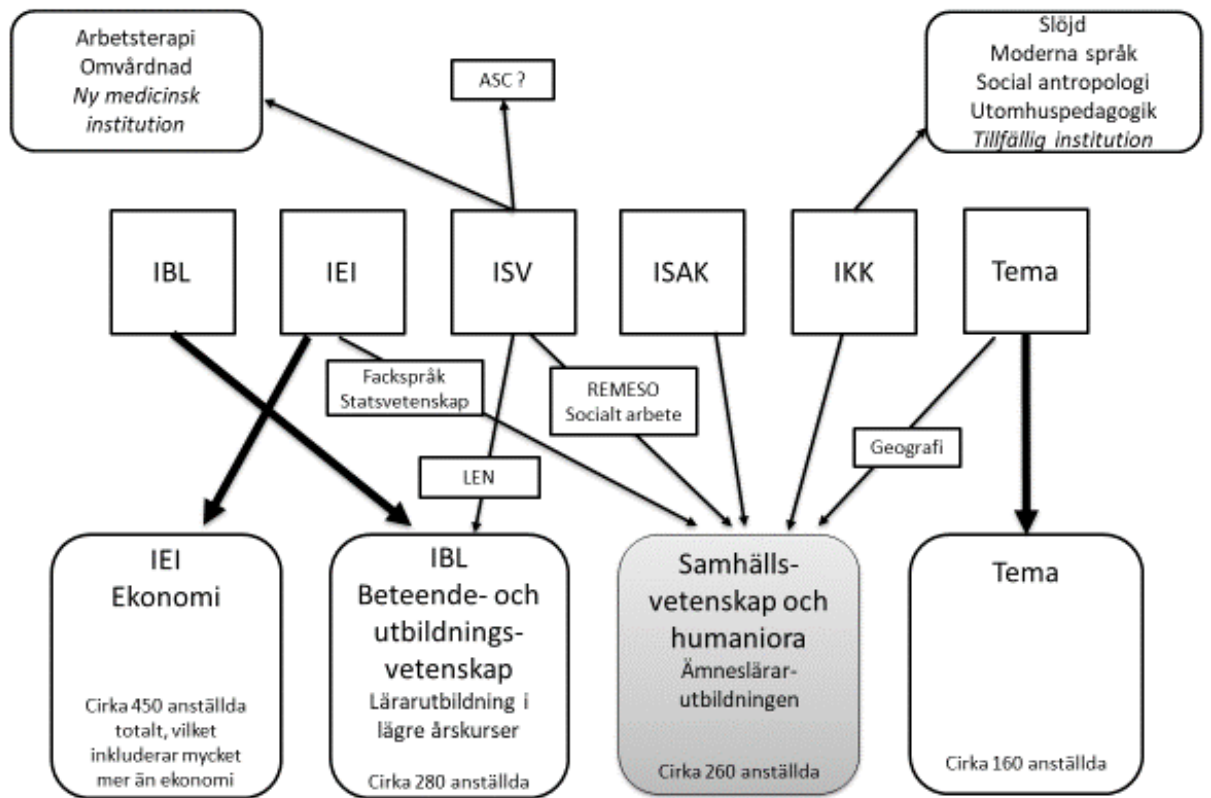 Arbetsterapi
Omvårdnad
Ny medicinsk
institution
ASC ?
Slöjd
Moderna språk
Social antropologi
Utomhuspedagogik
Tillfällig institution
IBL
IEI
ISV
ISAK
IKK
Tema
Fackspråk
Statsvetenskap
REMESO
Socialt arbete
LEN
Geografi
IEI
Ekonomi
Cirka 450 anställda
totalt, vilket
inkluderar mycket
mer än ekonomi
IBL
Beteende- och
utbildnings-
vetenskap
Lärarutbildning i
lägre årskurser
Cirka 280 anställda
Samhälls-
vetenskap och
humaniora
Ämneslärar-
utbildningen
Cirka 260 anställda
Tema
Cirka 160 anställda